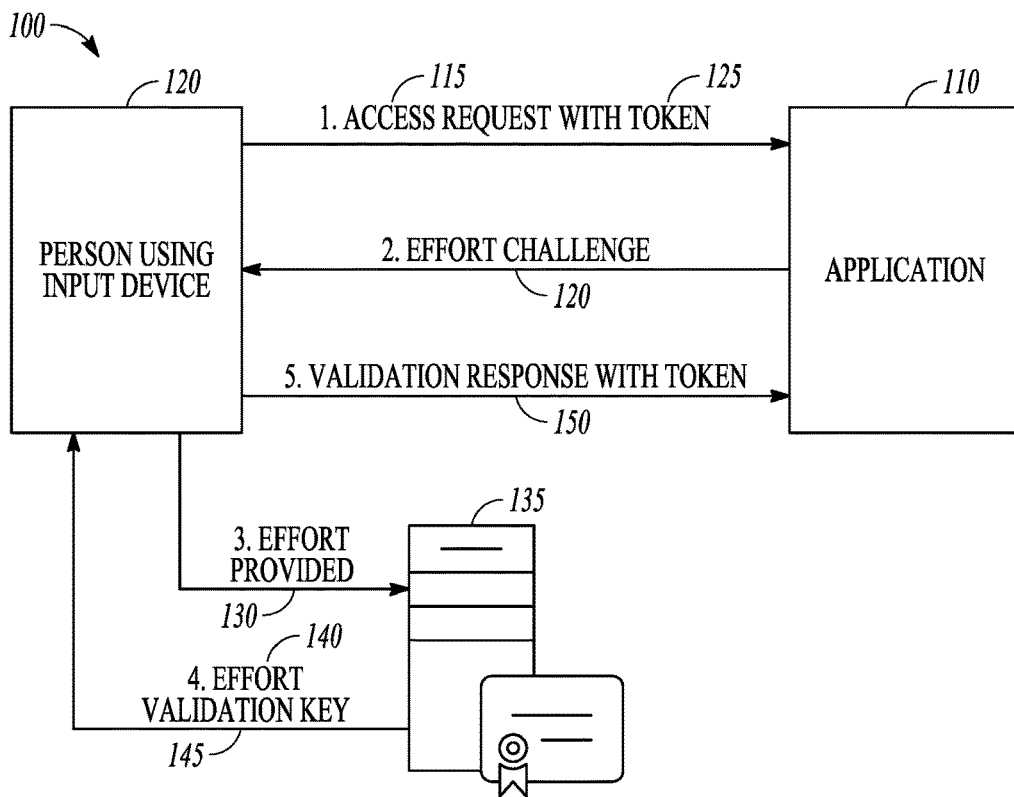 100
120
115
125
110
1. ACCESS REQUEST WITH TOKEN
PERSON USING
INPUT DEVICE
2. EFFORT CHALLENGE
120
APPLICATION
5. VALIDATION RESPONSE WITH TOKEN
150
135
3. EFFORT
PROVIDED
130
140
4. EFFORT
VALIDATION KEY
145